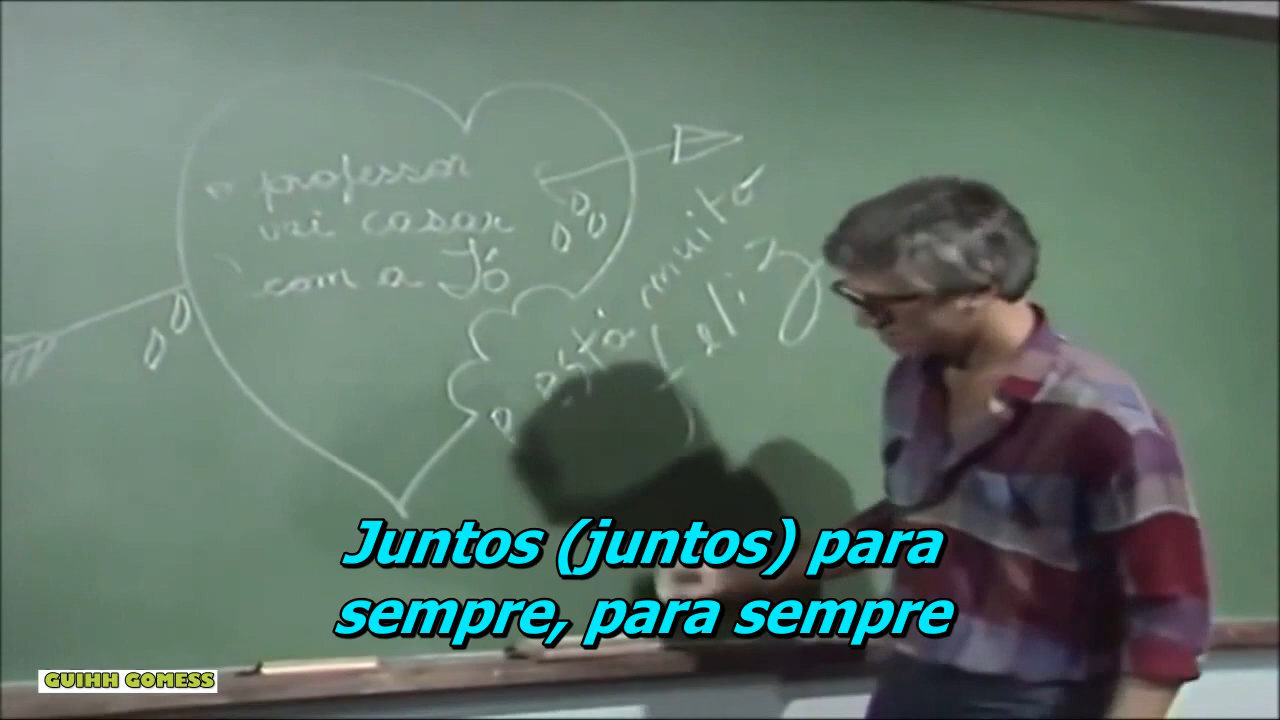 o professor
vai casar
com a Jô
e está muito
feliz
Juntos (juntos) para
sempre, para sempre
GUIHH GOMESS